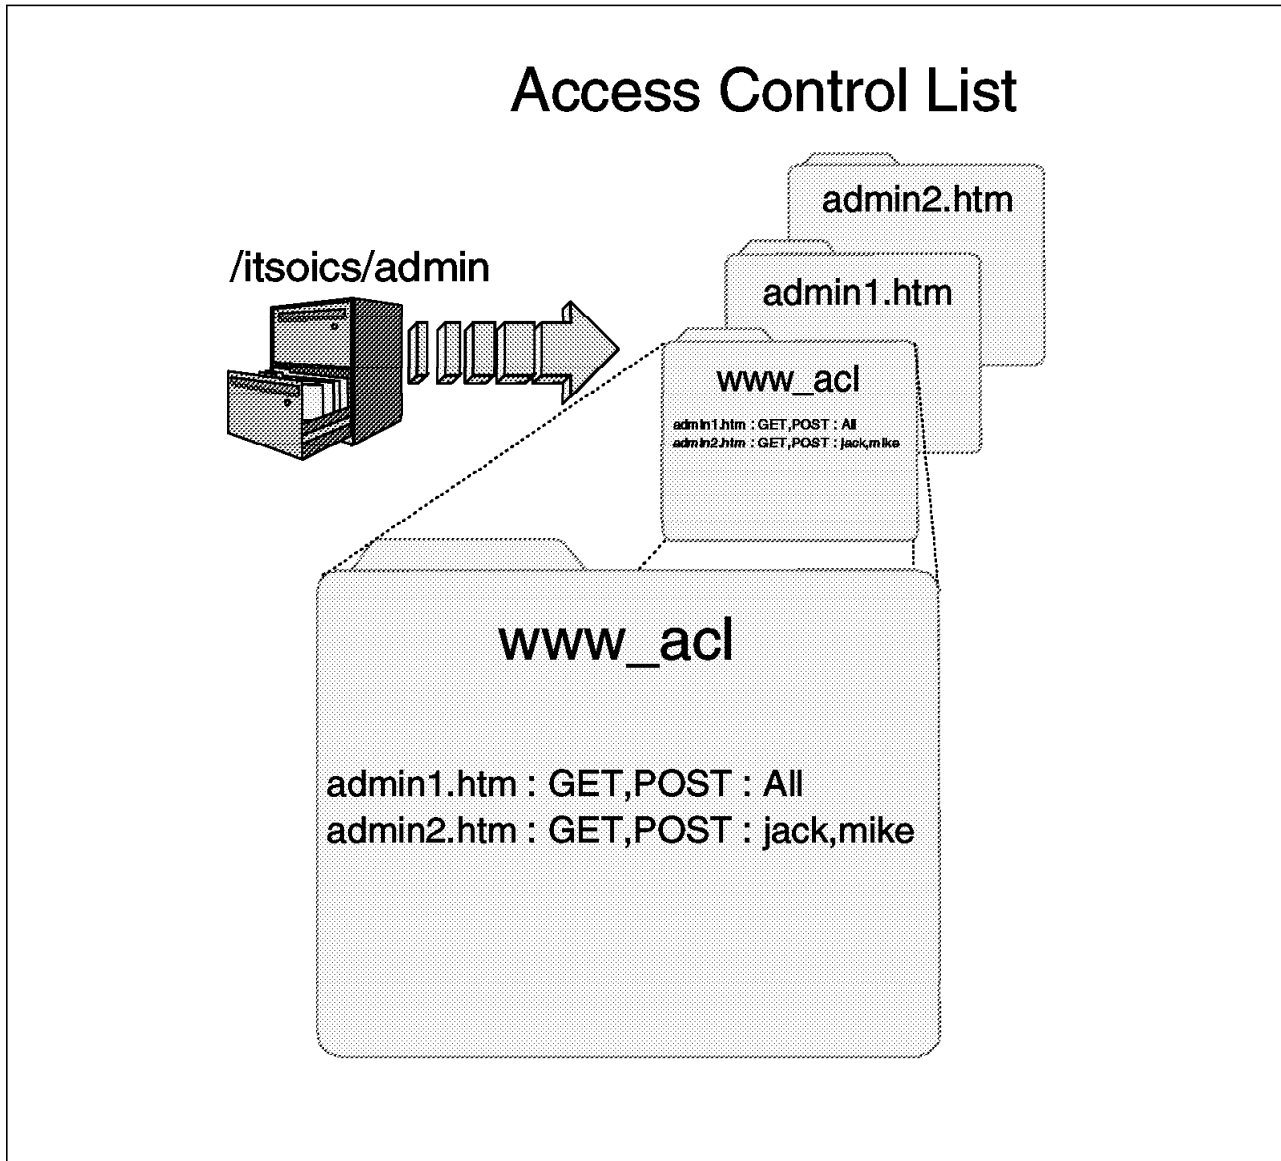 Access Control List
admin2.htm
/itsoics/admin
admin1.htm
www_acl
admin1.htm : GET,POST : All
admin2.htm : GET,POST : jack,mike
www_acl
admin1.htm : GET,POST : All
admin2.htm : GET,POST : jack,mike